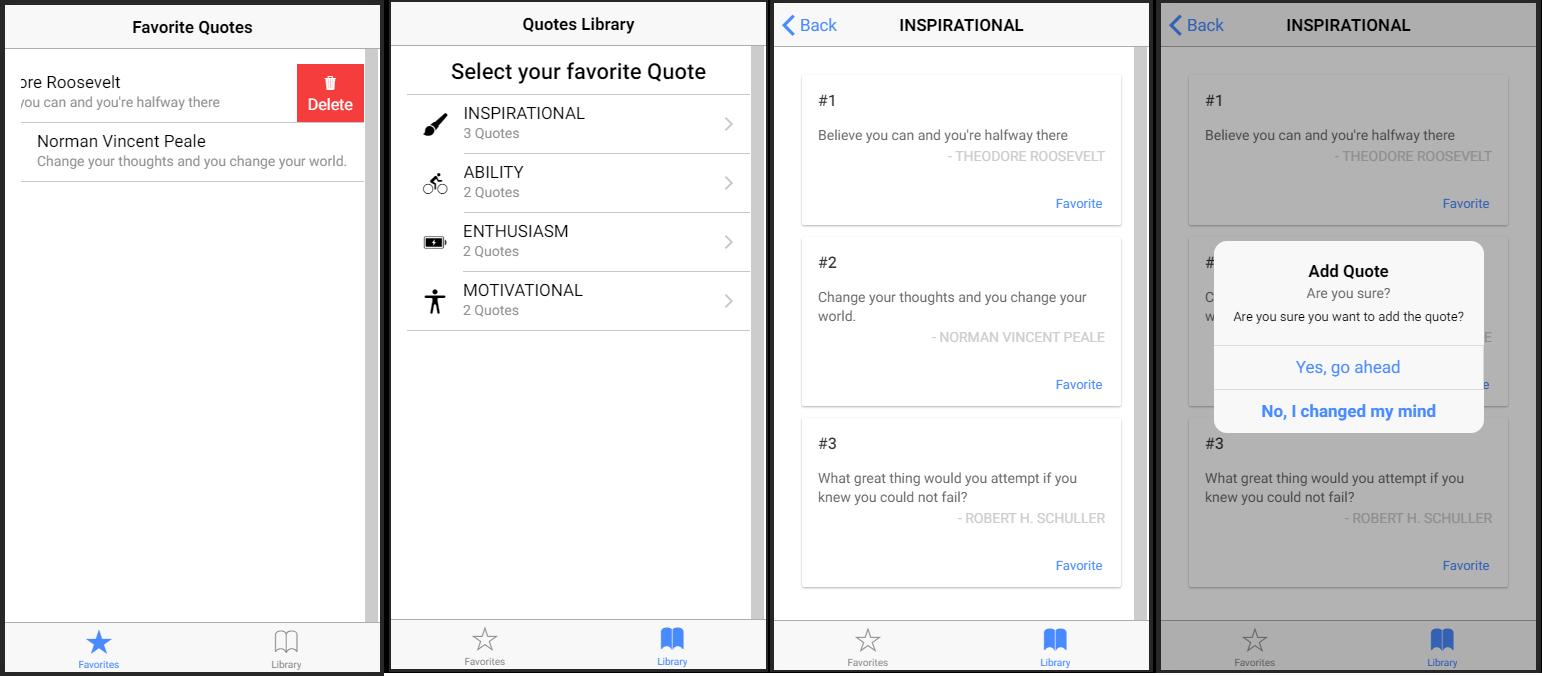 Favorite Quotes
ore Roosevelt
you can and you're halfway there
Delete
Norman Vincent Peale
Change your thoughts and you change your world.
Favorites
Library
Quotes Library
Select your favorite Quote
INSPIRATIONAL
3 Quotes
ABILITY
2 Quotes
ENTHUSIASM
2 Quotes
MOTIVATIONAL
2 Quotes
Favorites
Library
Back
INSPIRATIONAL
#1
Believe you can and you're halfway there
- THEODORE ROOSEVELT
Favorite
#2
Change your thoughts and you change your
world.
- NORMAN VINCENT PEALE
Favorite
#3
What great thing would you attempt if you
knew you could not fail?
- ROBERT H. SCHULLER
Favorite
Favorites
Library
Back
INSPIRATIONAL
#1
Believe you can and you're halfway there
- THEODORE ROOSEVELT
Favorite
Add Quote
Are you sure?
Are you sure you want to add the quote?
Yes, go ahead
No, I changed my mind
#3
What great thing would you attempt if you
knew you could not fail?
- ROBERT H. SCHULLER
Favorite
Favorites
Library